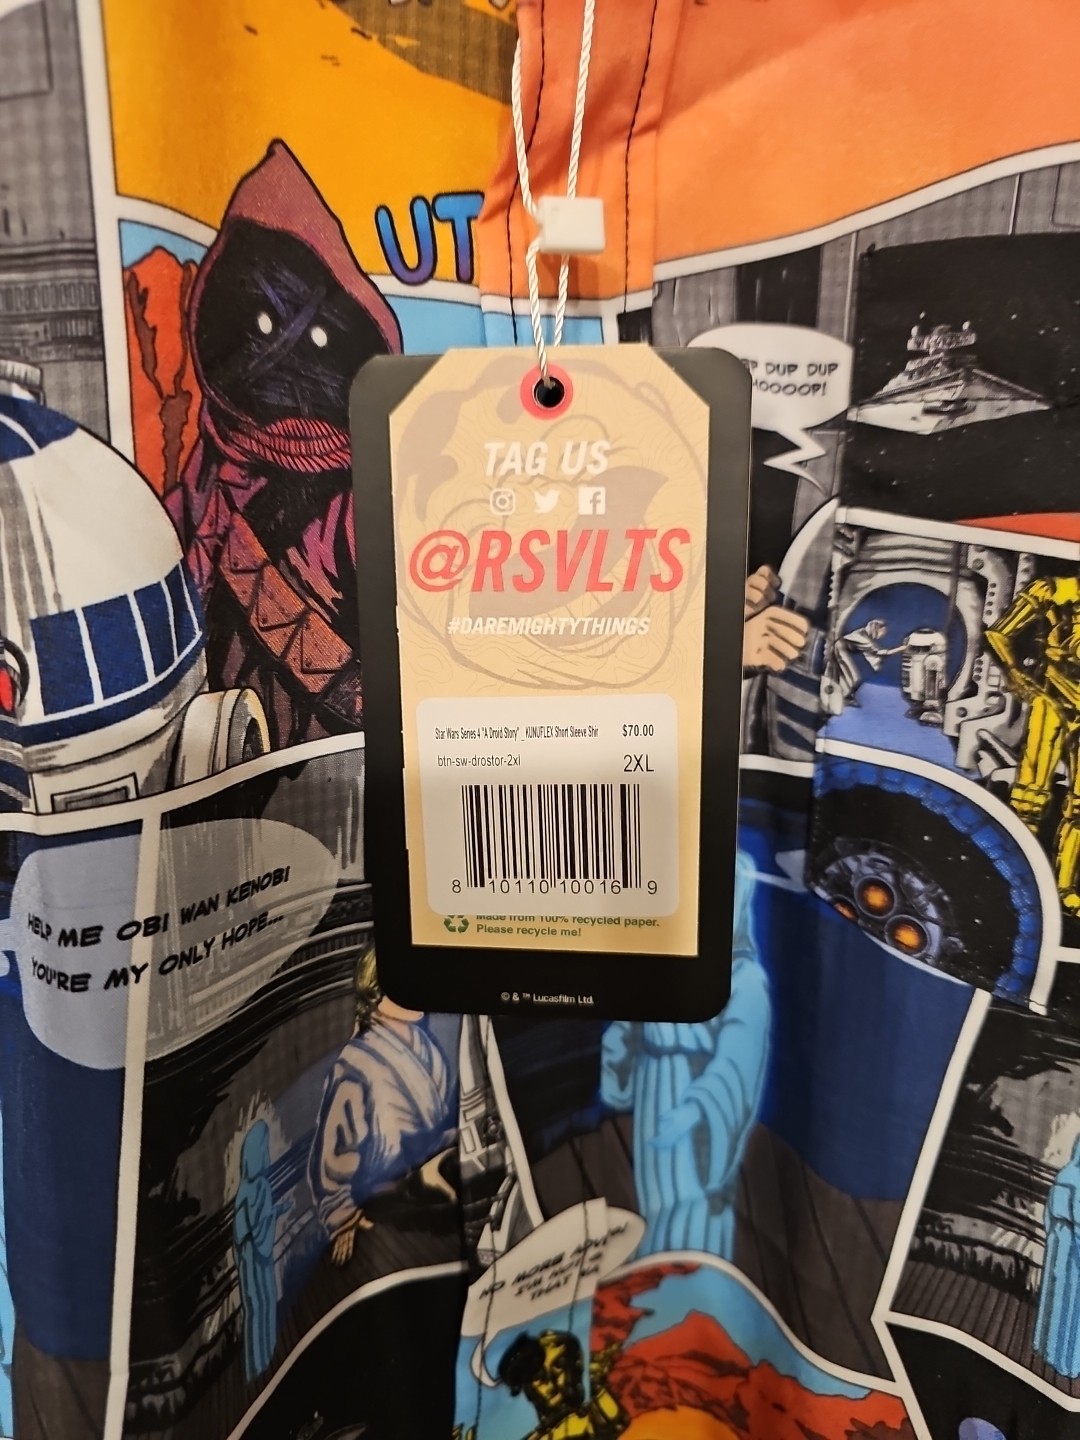 UT
DUP DUP
TAG US
@RSVLTS
#DAREMIGHTYTHINGS
Star Wars Series 4 "A Droid Story" _ KUNUFLEX Short Sleeve Shir $70.00
btn-sw-drostor-2xl 2XL
8 10110 10016 9
Made from 100% recycled paper.
Please recycle me!
© & ™ Lucasfilm Ltd.
HELP ME OBI WAN KENOBI
YOU'RE MY ONLY HOPE...
NO MORE